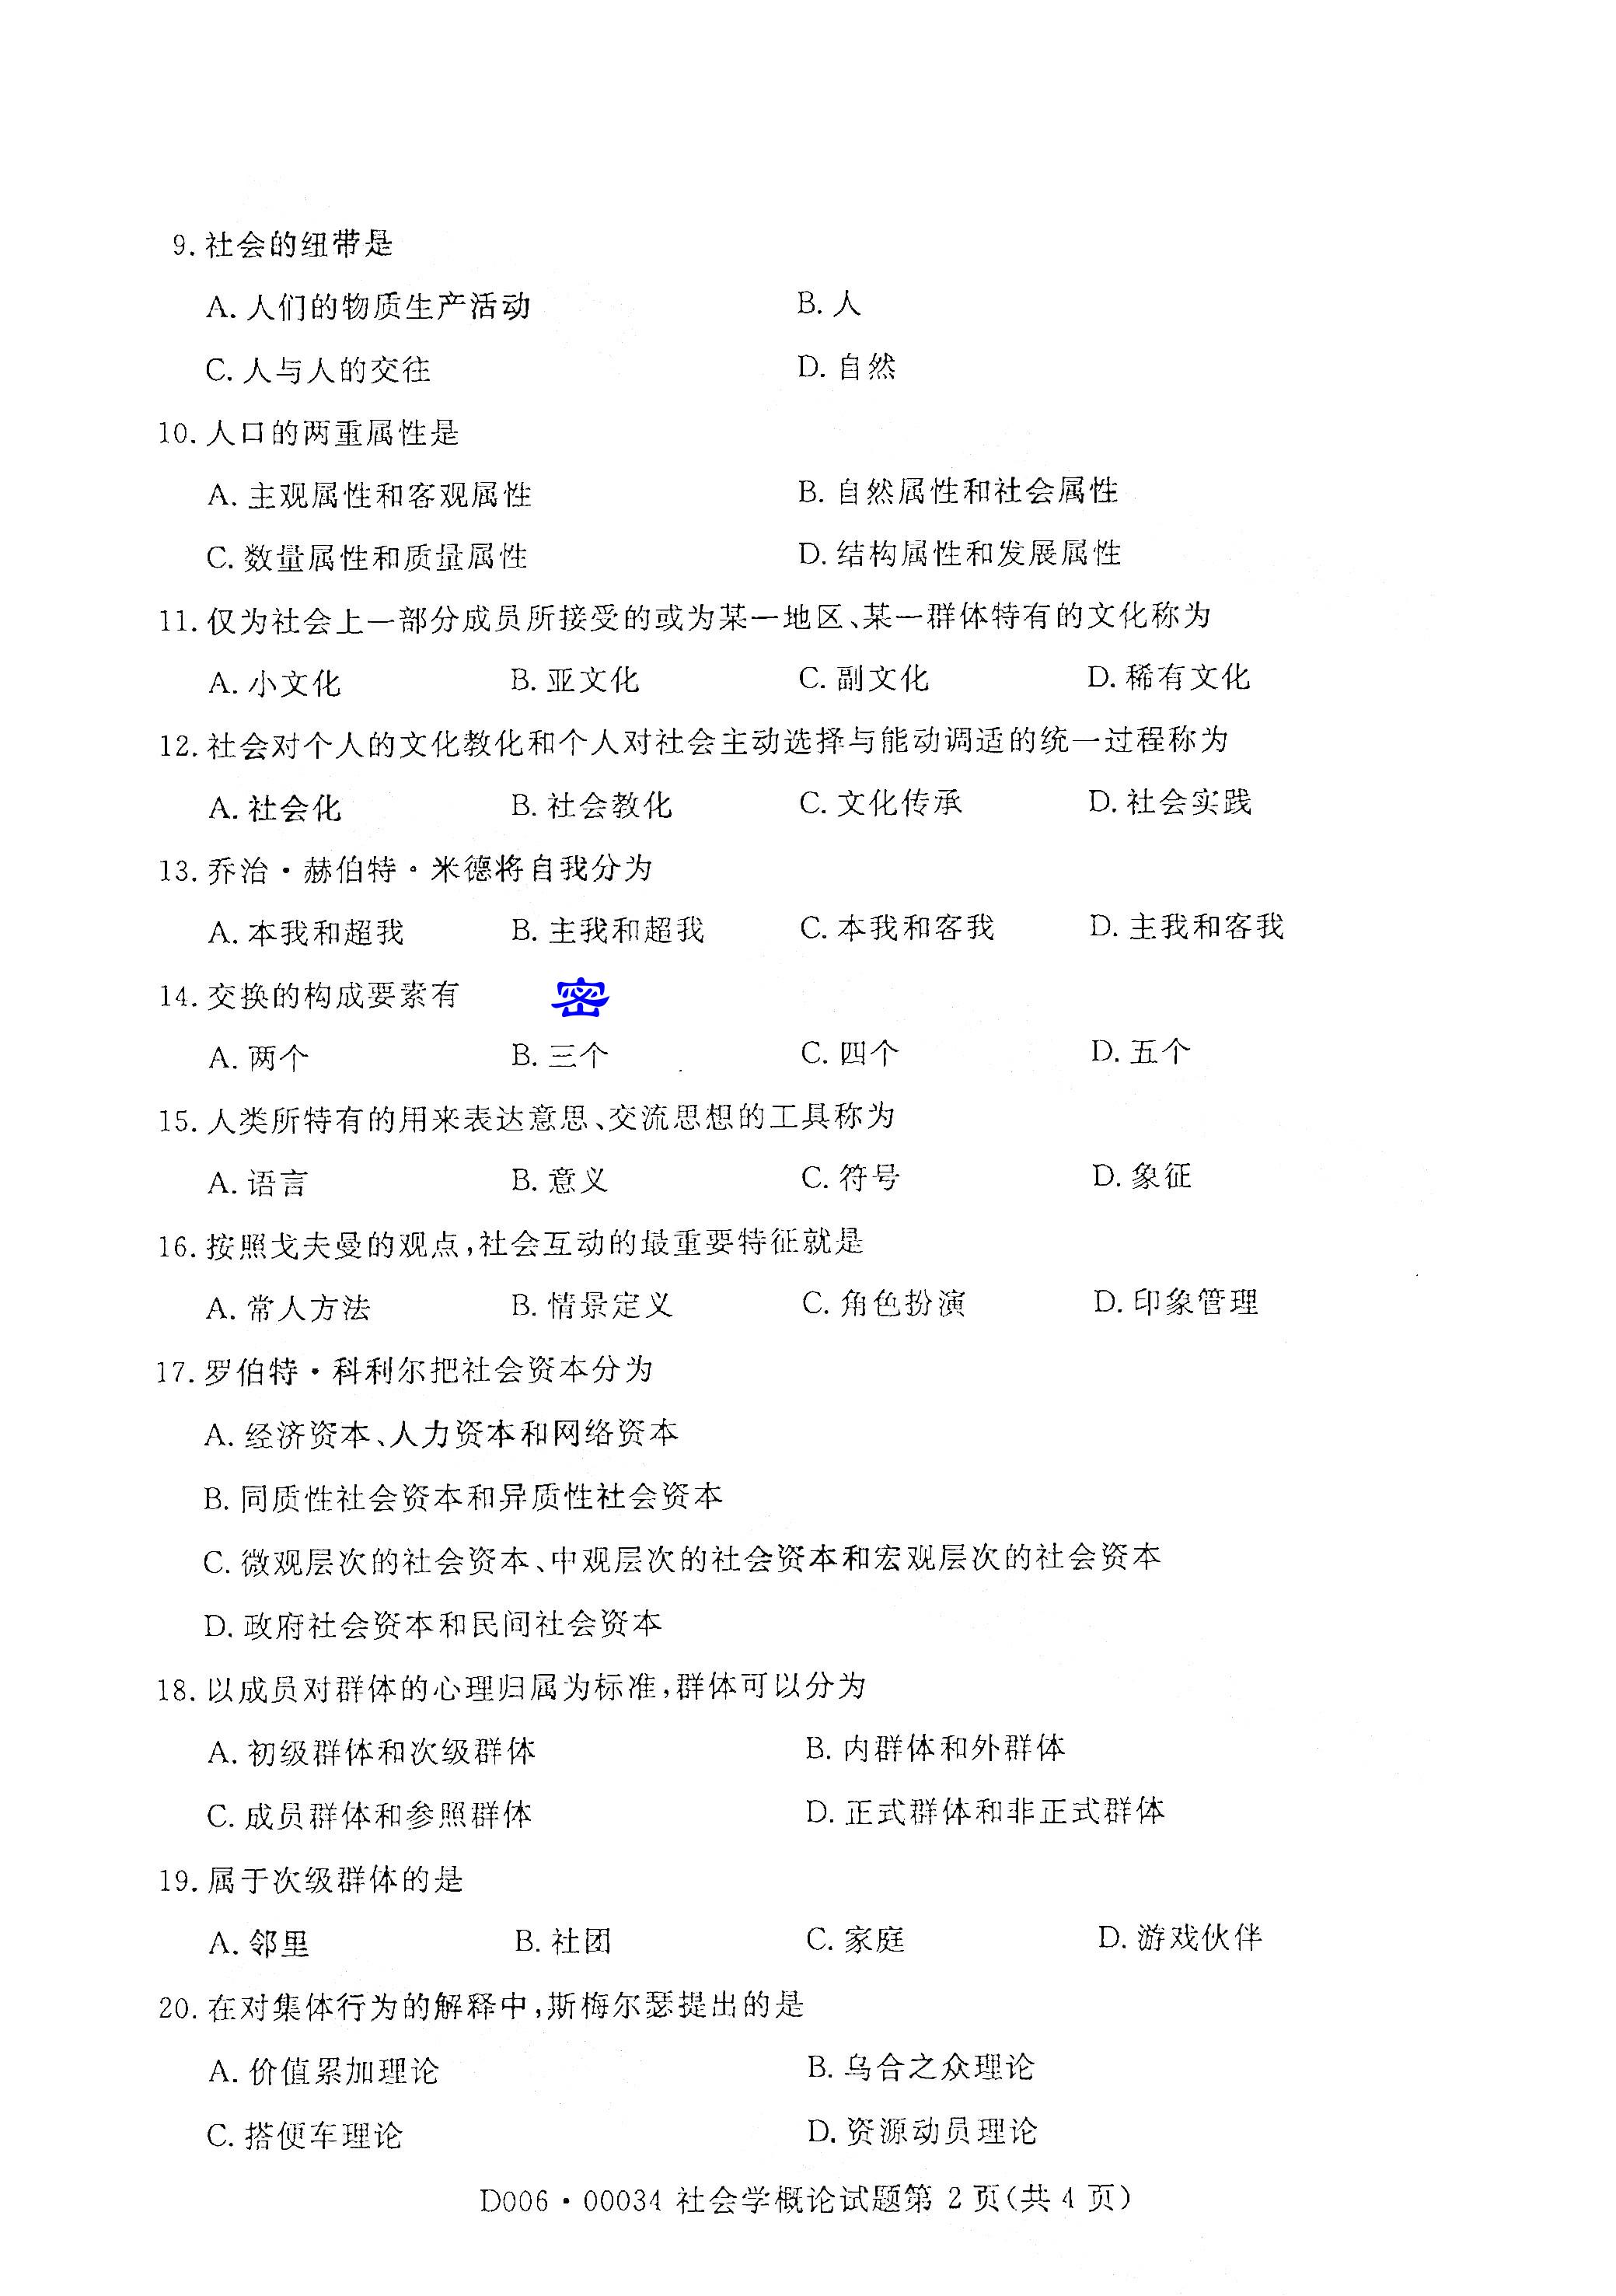 9. 社会的纽带是
A. 人们的物质生产活动 B. 人
C. 人与人的交往 D. 自然
10. 人口的两重属性是
A. 主观属性和客观属性 B. 自然属性和社会属性
C. 数量属性和质量属性 D. 结构属性和发展属性
11. 仅为社会上一部分成员所接受的或为某一地区、某一群体特有的文化称为
A. 小文化 B. 亚文化 C. 副文化 D. 稀有文化
12. 社会对个人的文化教化和个人对社会主动选择与能动调适的统一过程称为
A. 社会化 B. 社会教化 C. 文化传承 D. 社会实践
13. 乔治·赫伯特·米德将自我分为
A. 本我和超我 B. 主我和超我 C. 本我和客我 D. 主我和客我
14. 交换的构成要素有 密
A. 两个 B. 三个 C. 四个 D. 五个
15. 人类所特有的用来表达意思、交流思想的工具称为
A. 语言 B. 意义 C. 符号 D. 象征
16. 按照戈夫曼的观点,社会互动的最重要特征就是
A. 常人方法 B. 情景定义 C. 角色扮演 D. 印象管理
17. 罗伯特·科利尔把社会资本分为
A. 经济资本、人力资本和网络资本
B. 同质性社会资本和异质性社会资本
C. 微观层次的社会资本、中观层次的社会资本和宏观层次的社会资本
D. 政府社会资本和民间社会资本
18. 以成员对群体的心理归属为标准,群体可以分为
A. 初级群体和次级群体 B. 内群体和外群体
C. 成员群体和参照群体 D. 正式群体和非正式群体
19. 属于次级群体的是
A. 邻里 B. 社团 C. 家庭 D. 游戏伙伴
20. 在对集体行为的解释中,斯梅尔瑟提出的是
A. 价值累加理论 B. 乌合之众理论
C. 搭便车理论 D. 资源动员理论
D006·00034 社会学概论试题第 2 页(共 4 页)